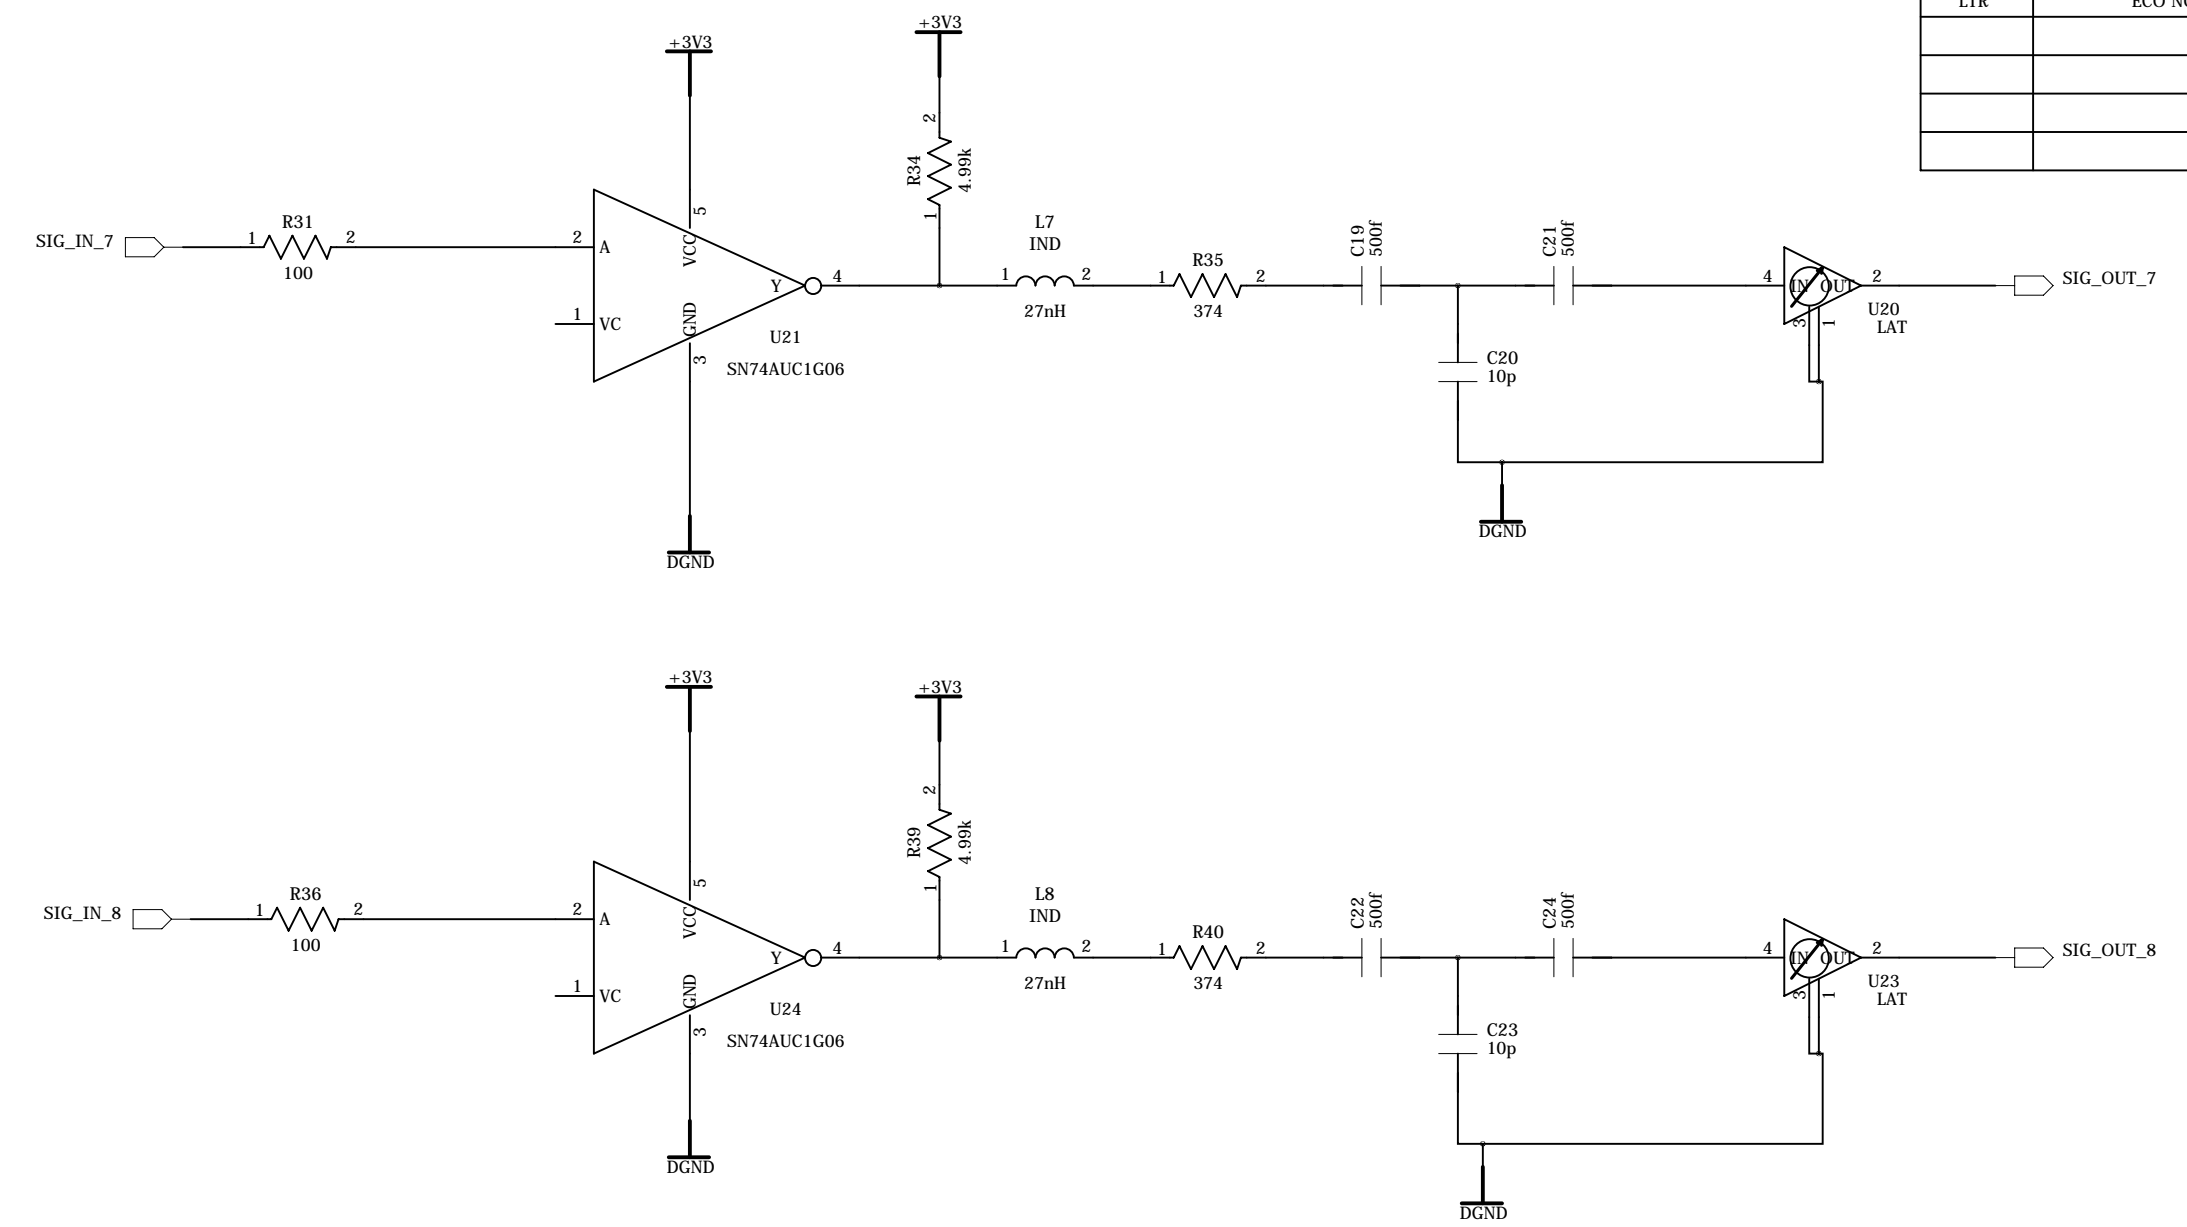 LTR ECO NO
+3V3
+3V3
2
R34
4.99k
1
5
VCC
SIG_IN_7
1 R31 2
100
2 A
1 VC
Y 4
GND
3
U21
SN74AUC1G06
DGND
L7
IND
1 2
27nH
R35
1 2
374
C19
500f
C21
500f
C20
10p
DGND
4 IN OUT 2
3 1
U20
LAT
SIG_OUT_7
+3V3
+3V3
2
R39
4.99k
1
5
VCC
SIG_IN_8
1 R36 2
100
2 A
1 VC
Y 4
GND
3
U24
SN74AUC1G06
DGND
L8
IND
1 2
27nH
R40
1 2
374
C22
500f
C24
500f
C23
10p
DGND
4 IN OUT 2
3 1
U23
LAT
SIG_OUT_8